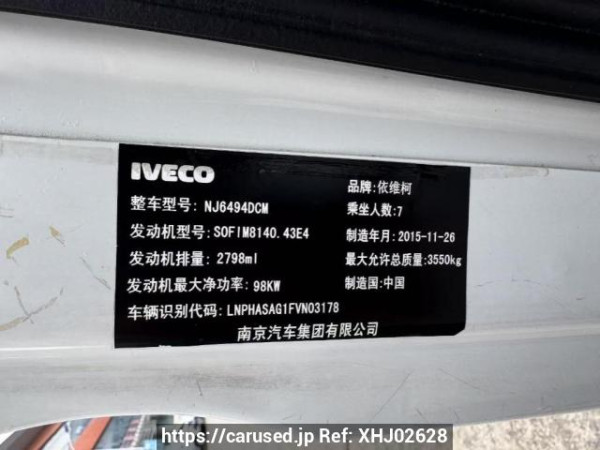 IVECO
品牌:依维柯
整车型号: NJ6494DCM
乘坐人数:7
发动机型号:SOFIM8140.43E4
制造年月:2015-11-26
发动机排量: 2798ml
最大允许总质量:3550kg
发动机最大净功率: 98KW
制造国:中国
车辆识别代码: LNPHASAG1FVN03178
南京汽车集团有限公司
https://carused.jp Ref: XHJ02628